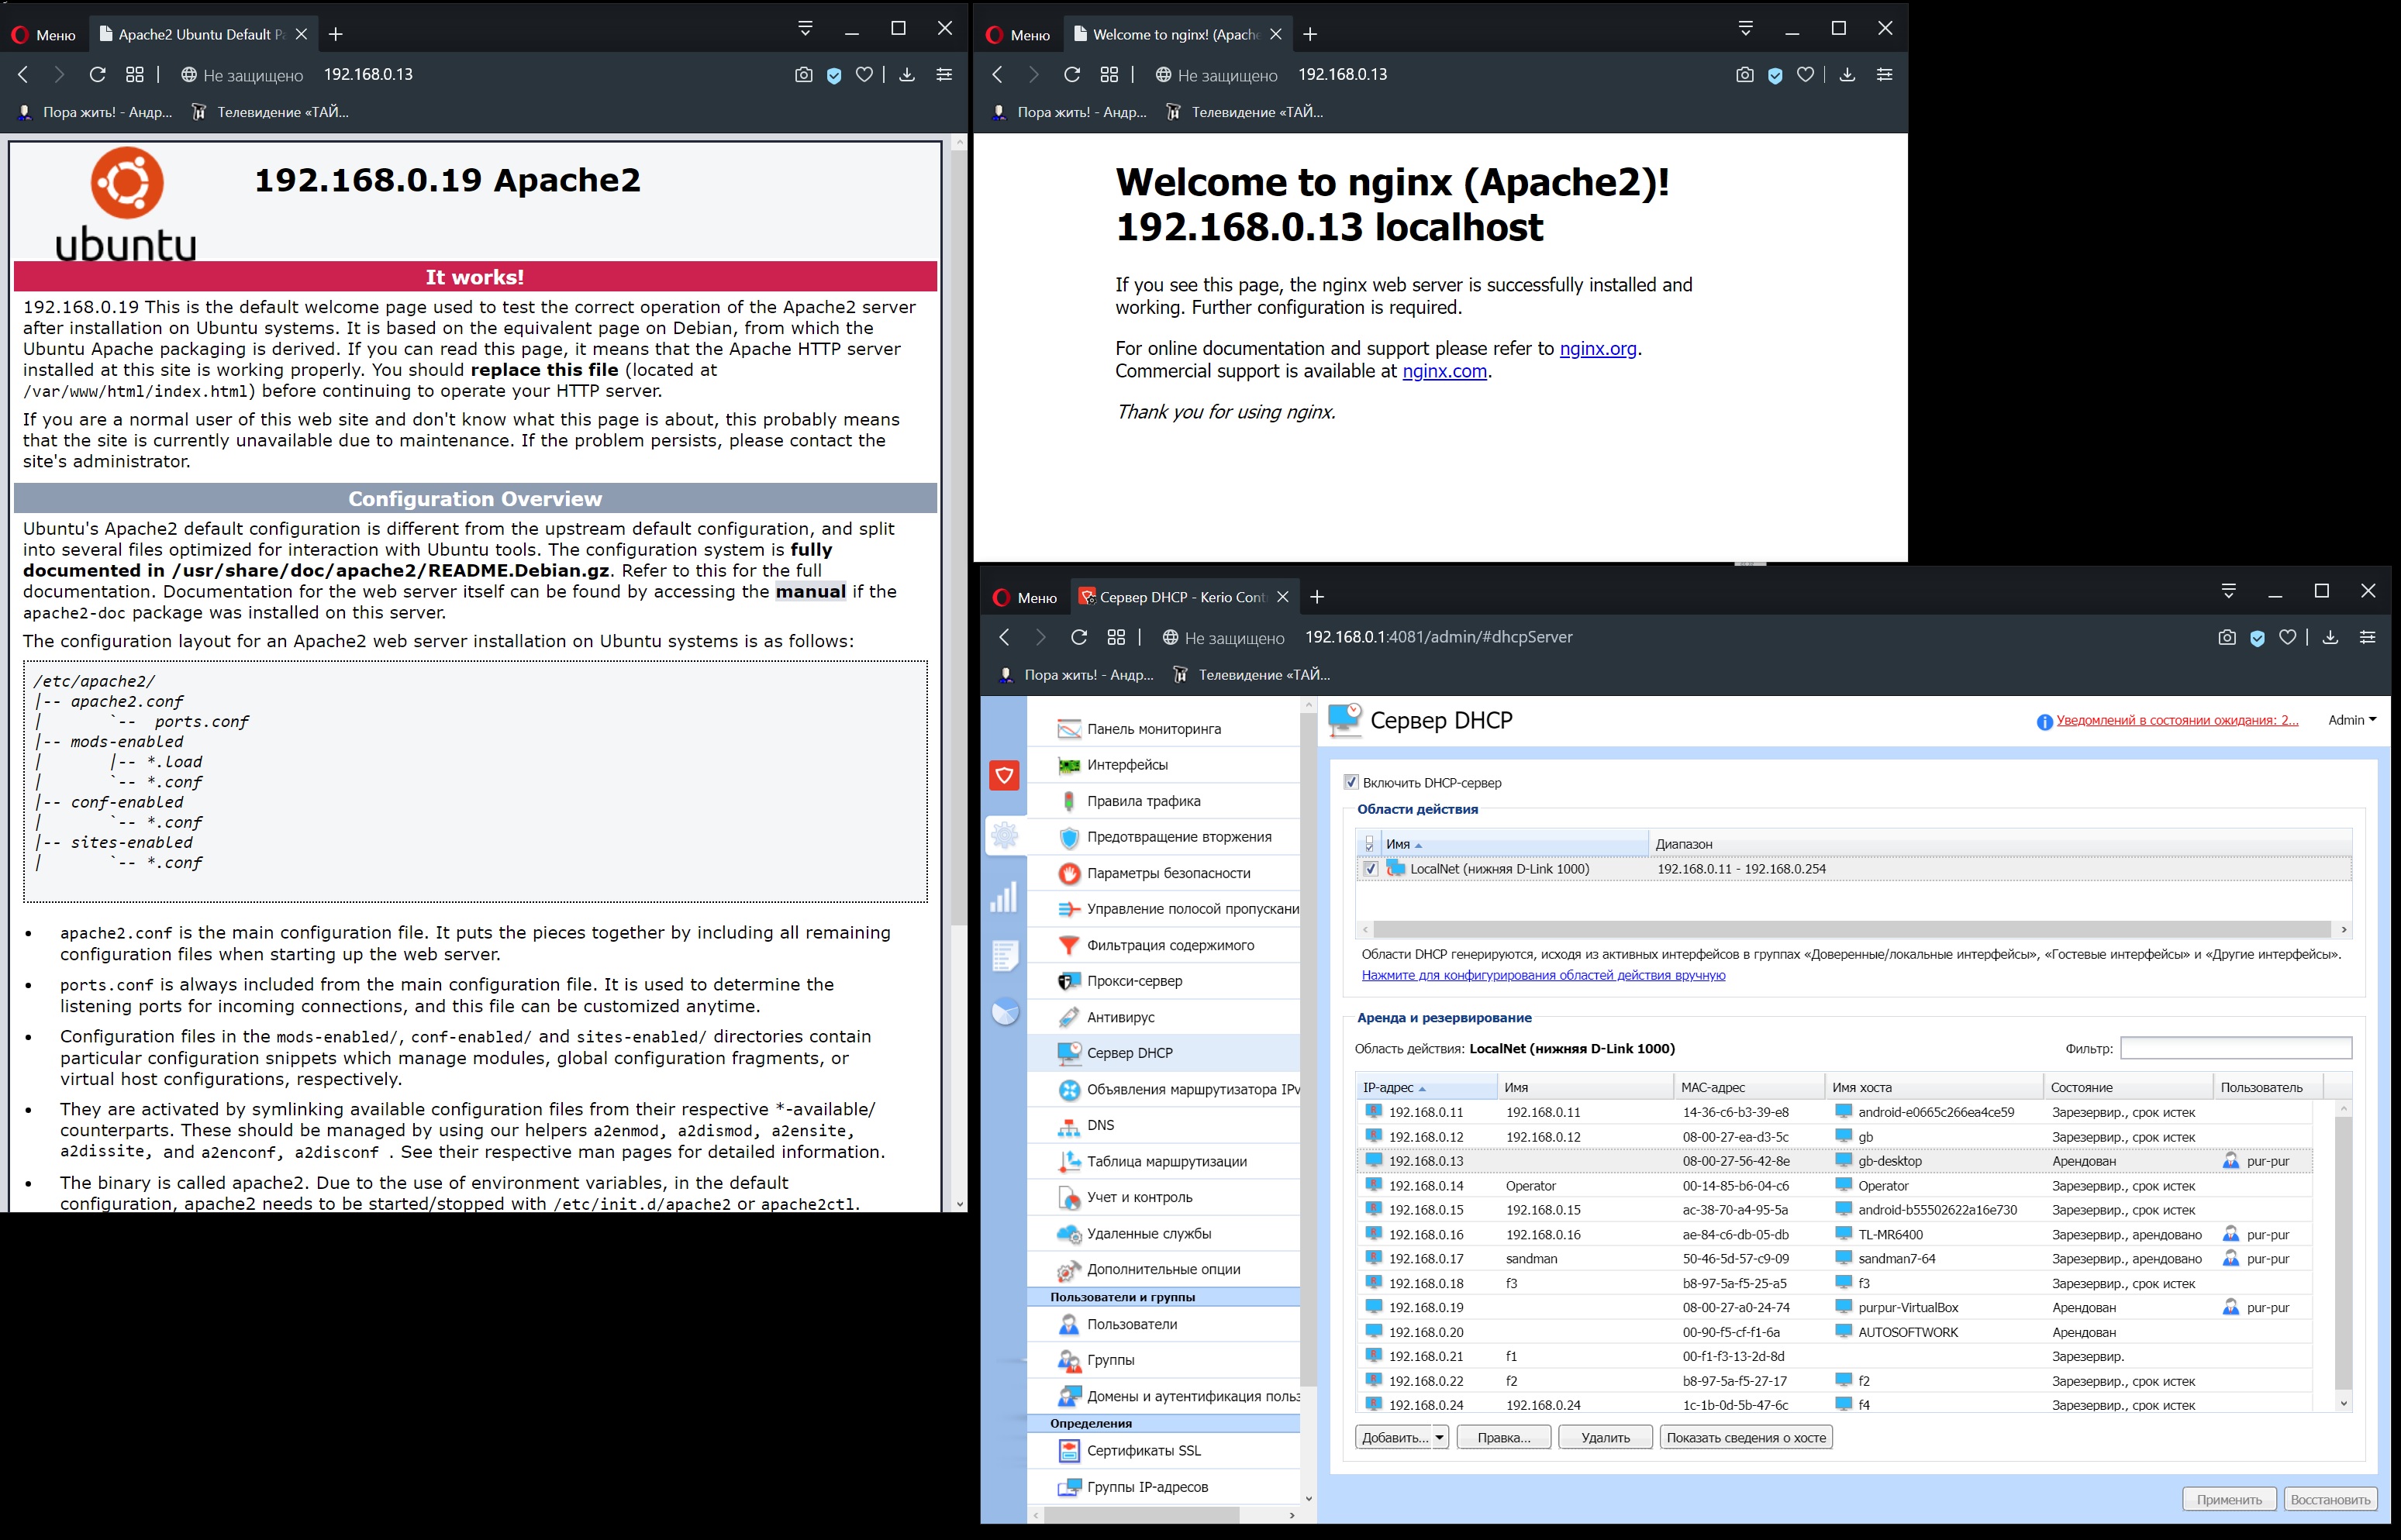 Меню
Apache2 Ubuntu Default Pa
Не защищено 192.168.0.13
Пора жить! - Андр... Телевидение «ТАЙ...
ubuntu
192.168.0.19 Apache2
It works!
192.168.0.19 This is the default welcome page used to test the correct operation of the Apache2 server
after installation on Ubuntu systems. It is based on the equivalent page on Debian, from which the
Ubuntu Apache packaging is derived. If you can read this page, it means that the Apache HTTP server
installed at this site is working properly. You should replace this file (located at
/var/www/html/index.html) before continuing to operate your HTTP server.
If you are a normal user of this web site and don't know what this page is about, this probably means
that the site is currently unavailable due to maintenance. If the problem persists, please contact the
site's administrator.
Configuration Overview
Ubuntu's Apache2 default configuration is different from the upstream default configuration, and split
into several files optimized for interaction with Ubuntu tools. The configuration system is fully
documented in /usr/share/doc/apache2/README.Debian.gz. Refer to this for the full
documentation. Documentation for the web server itself can be found by accessing the manual if the
apache2-doc package was installed on this server.
The configuration layout for an Apache2 web server installation on Ubuntu systems is as follows:
/etc/apache2/
|-- apache2.conf
|       `--  ports.conf
|-- mods-enabled
|       |-- *.load
|       `-- *.conf
|-- conf-enabled
|       `-- *.conf
|-- sites-enabled
|       `-- *.conf
• apache2.conf is the main configuration file. It puts the pieces together by including all remaining
configuration files when starting up the web server.
• ports.conf is always included from the main configuration file. It is used to determine the
listening ports for incoming connections, and this file can be customized anytime.
• Configuration files in the mods-enabled/, conf-enabled/ and sites-enabled/ directories contain
particular configuration snippets which manage modules, global configuration fragments, or
virtual host configurations, respectively.
• They are activated by symlinking available configuration files from their respective *-available/
counterparts. These should be managed by using our helpers a2enmod, a2dismod, a2ensite,
a2dissite, and a2enconf, a2disconf . See their respective man pages for detailed information.
• The binary is called apache2. Due to the use of environment variables, in the default
configuration, apache2 needs to be started/stopped with /etc/init.d/apache2 or apache2ctl.
Меню
Welcome to nginx! (Apache
Не защищено 192.168.0.13
Пора жить! - Андр... Телевидение «ТАЙ...
Welcome to nginx (Apache2)!
192.168.0.13 localhost
If you see this page, the nginx web server is successfully installed and
working. Further configuration is required.
For online documentation and support please refer to nginx.org.
Commercial support is available at nginx.com.
Thank you for using nginx.
Меню
Сервер DHCP - Kerio Cont
Не защищено 192.168.0.1:4081/admin/#dhcpServer
Пора жить! - Андр... Телевидение «ТАЙ...
Панель мониторинга
Интерфейсы
Правила трафика
Предотвращение вторжения
Параметры безопасности
Управление полосой пропускани
Фильтрация содержимого
Прокси-сервер
Антивирус
Сервер DHCP
Объявления маршрутизатора IPv
DNS
Таблица маршрутизации
Учет и контроль
Удаленные службы
Дополнительные опции
Пользователи и группы
Пользователи
Группы
Домены и аутентификация польз
Определения
Сертификаты SSL
Группы IP-адресов
Сервер DHCP
Уведомлений в состоянии ожидания: 2... Admin
Включить DHCP-сервер
Области действия
Имя Диапазон
LocalNet (нижняя D-Link 1000) 192.168.0.11 - 192.168.0.254
Области DHCP генерируются, исходя из активных интерфейсов в группах «Доверенные/локальные интерфейсы», «Гостевые интерфейсы» и «Другие интерфейсы».
Нажмите для конфигурирования областей действия вручную
Аренда и резервирование
Область действия: LocalNet (нижняя D-Link 1000) Фильтр:
IP-адрес Имя MAC-адрес Имя хоста Состояние Пользователь
192.168.0.11 192.168.0.11 14-36-c6-b3-39-e8 android-e0665c266ea4ce59 Зарезервир., срок истек
192.168.0.12 192.168.0.12 08-00-27-ea-d3-5c gb Зарезервир., срок истек
192.168.0.13 08-00-27-56-42-8e gb-desktop Арендован pur-pur
192.168.0.14 Operator 00-14-85-b6-04-c6 Operator Зарезервир., срок истек
192.168.0.15 192.168.0.15 ac-38-70-a4-95-5a android-b55502622a16e730 Зарезервир., срок истек
192.168.0.16 192.168.0.16 ae-84-c6-db-05-db TL-MR6400 Зарезервир., арендовано pur-pur
192.168.0.17 sandman 50-46-5d-57-c9-09 sandman7-64 Зарезервир., арендовано pur-pur
192.168.0.18 f3 b8-97-5a-f5-25-a5 f3 Зарезервир., срок истек
192.168.0.19 08-00-27-a0-24-74 purpur-VirtualBox Арендован pur-pur
192.168.0.20 00-90-f5-cf-f1-6a AUTOSOFTWORK Арендован
192.168.0.21 f1 00-f1-f3-13-2d-8d Зарезервир.
192.168.0.22 f2 b8-97-5a-f5-27-17 f2 Зарезервир., срок истек
192.168.0.24 192.168.0.24 1c-1b-0d-5b-47-6c f4 Зарезервир., срок истек
Добавить... Правка... Удалить Показать сведения о хосте
Применить Восстановить